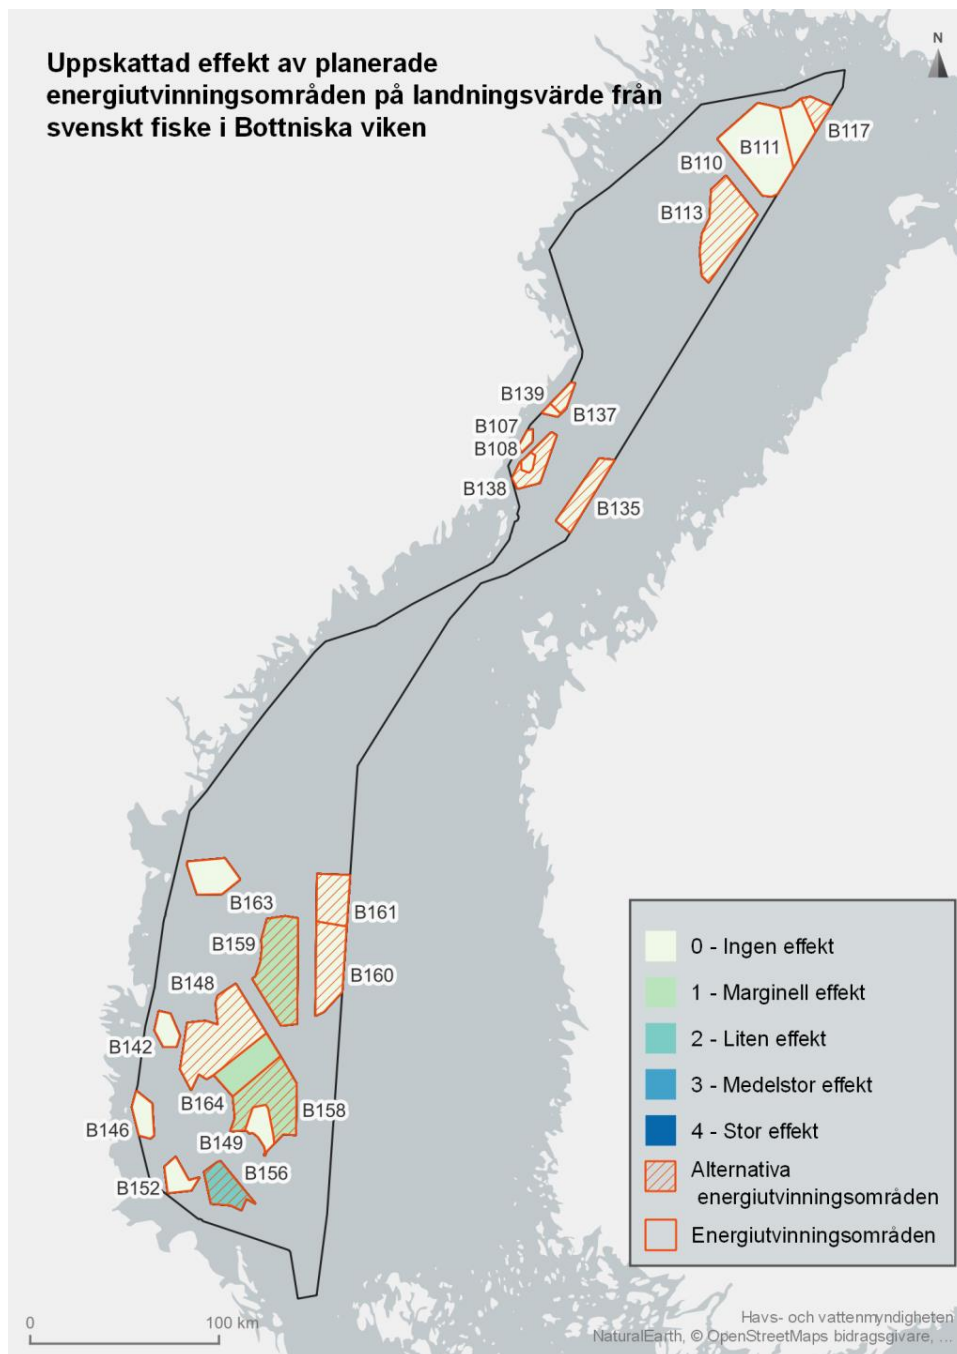 Uppskattad effekt av planerade
energiutvinningsområden på landningsvärde från
svenskt fiske i Bottniska viken
N
B117
B111
B110
B113
B139
B137
B107
B108
B138
B135
B163
B161
B159
B160
B148
B142
B164
B158
B146
B149
B156
B152
0 - Ingen effekt
1 - Marginell effekt
2 - Liten effekt
3 - Medelstor effekt
4 - Stor effekt
Alternativa
energiutvinningsområden
Energiutvinningsområden
0 100 km
Havs- och vattenmyndigheten
NaturalEarth, © OpenStreetMaps bidragsgivare, ...